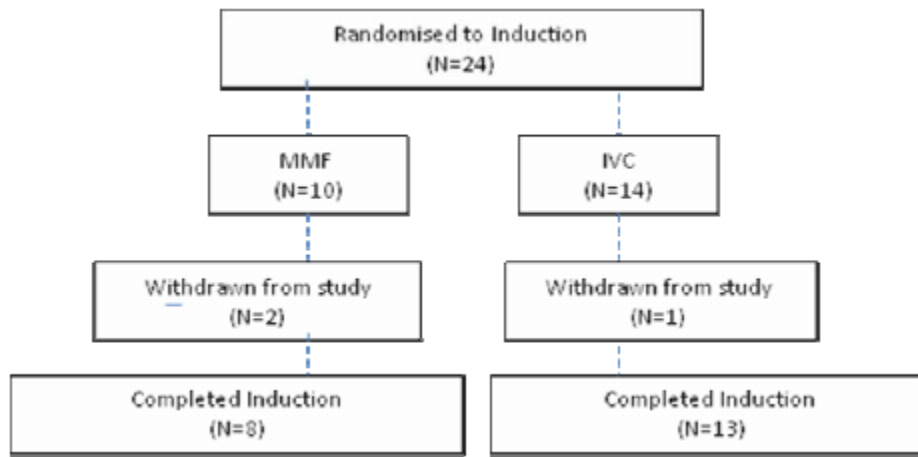 Randomised to Induction
(N=24)
MMF
(N=10)
IVC
(N=14)
Withdrawn from study
(N=2)
Withdrawn from study
(N=1)
Completed Induction
(N=8)
Completed Induction
(N=13)